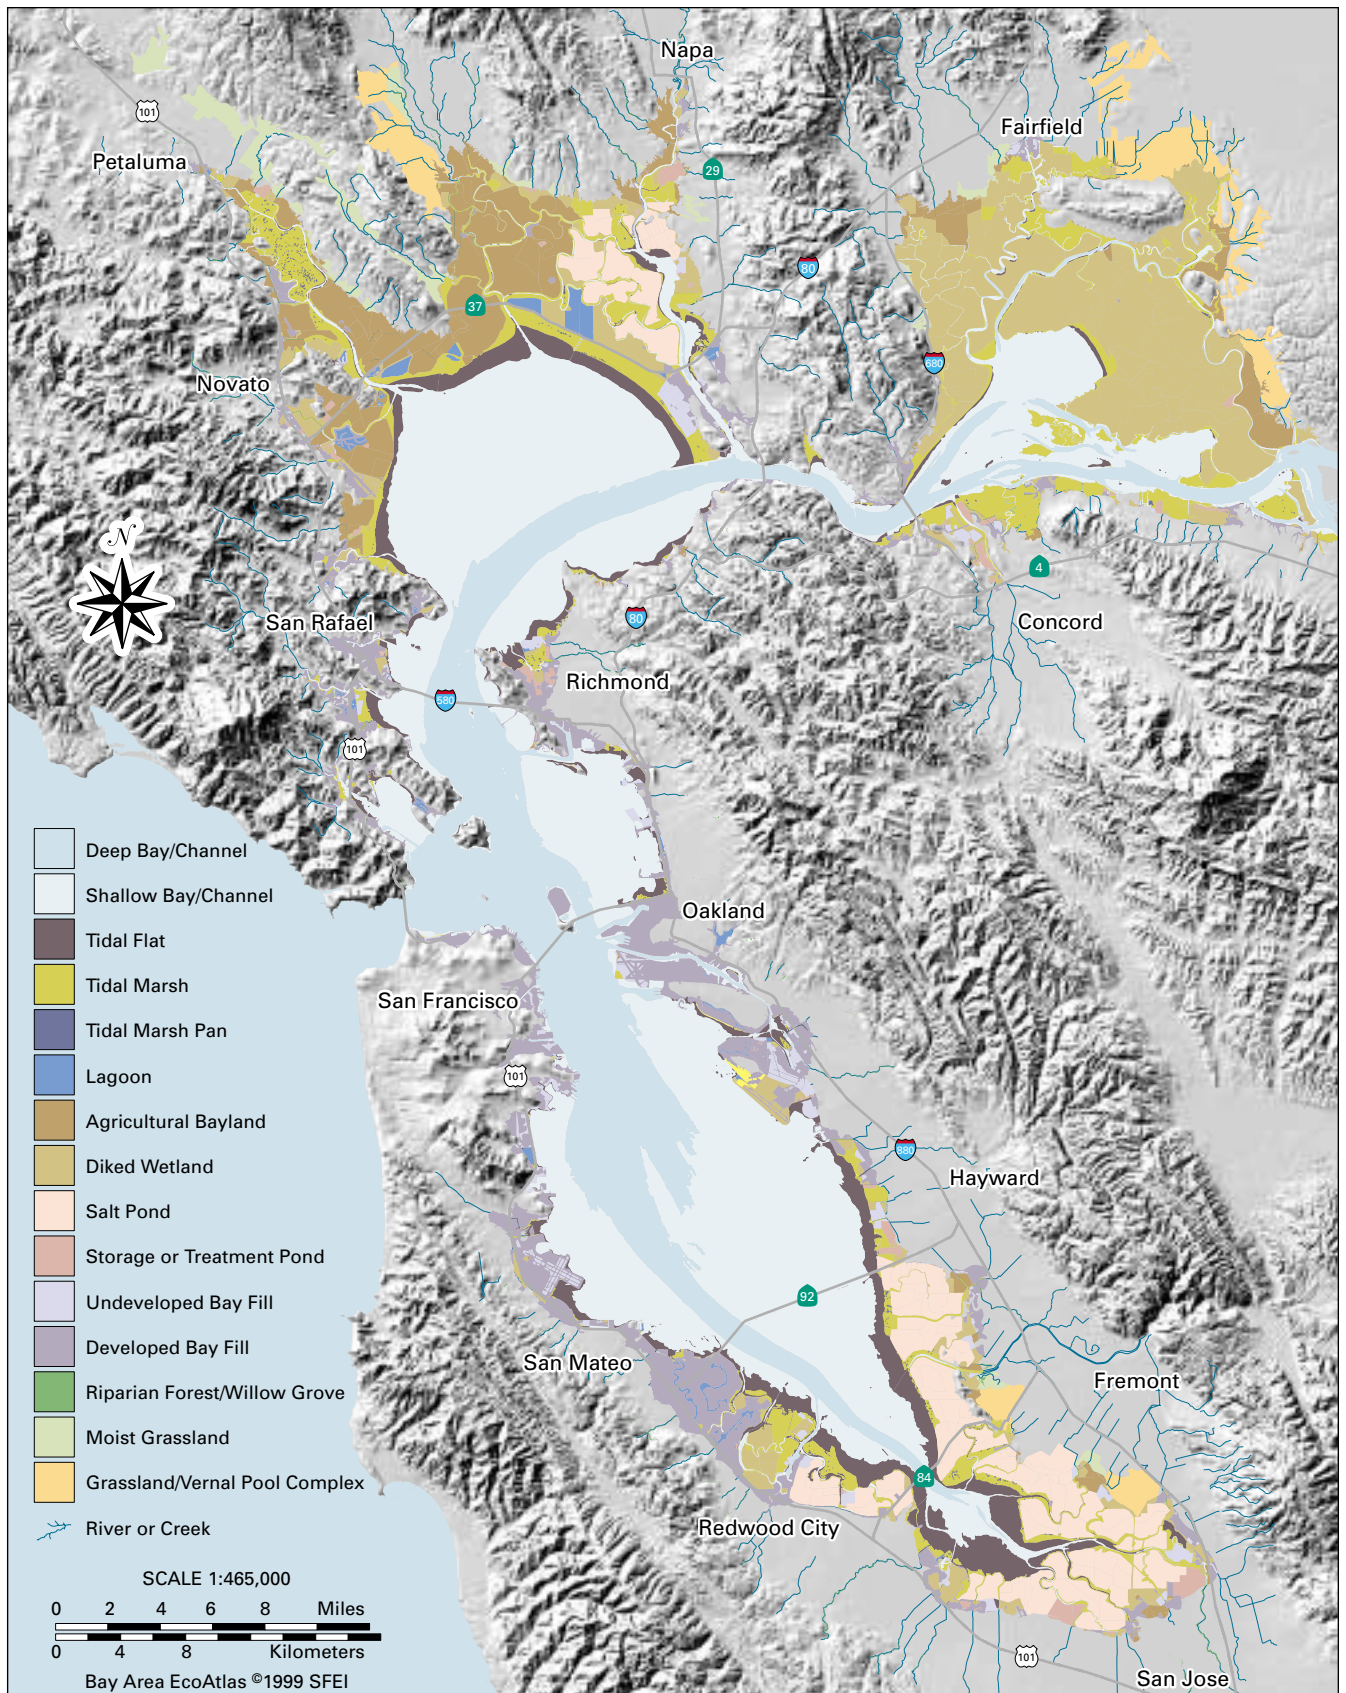 Napa
Fairfield
101
Petaluma
29
80
37
680
Novato
N
4
80
San Rafael
Concord
Richmond
580
101
Deep Bay/Channel
Shallow Bay/Channel
Oakland
Tidal Flat
Tidal Marsh
San Francisco
Tidal Marsh Pan
Lagoon
101
Agricultural Bayland
880
Diked Wetland
Hayward
Salt Pond
Storage or Treatment Pond
Undeveloped Bay Fill
92
Developed Bay Fill
San Mateo
Riparian Forest/Willow Grove
Fremont
Moist Grassland
Grassland/Vernal Pool Complex
84
River or Creek
Redwood City
SCALE 1:465,000
0 2 4 6 8 Miles
0 4 8 Kilometers
101
Bay Area EcoAtlas ©1999 SFEI
San Jose